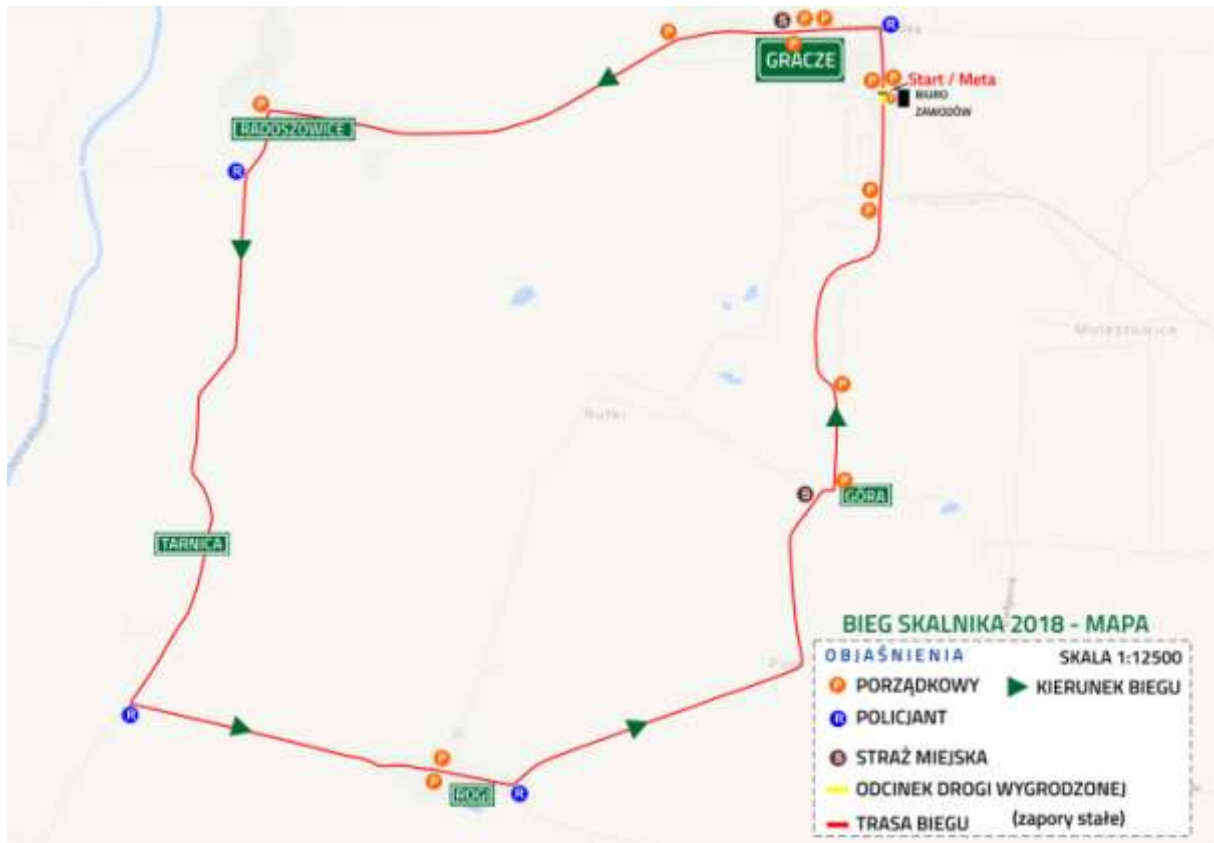 S P P R
P
P
GRACZE
P P Start / Meta
BIURO
ZAWODÓW
P
RADOSZOWICE
R
P
P
Rutki
P
P
S
GÓRA
TARNICA
BIEG SKALNIKA 2018 - MAPA
OBJAŚNIENIA SKALA 1:12500
P PORZĄDKOWY KIERUNEK BIEGU
R POLICJANT
S STRAŻ MIEJSKA
ODCINEK DROGI WYGRODZONEJ
(zapory stałe)
TRASA BIEGU
R
P
P
ROGI
R